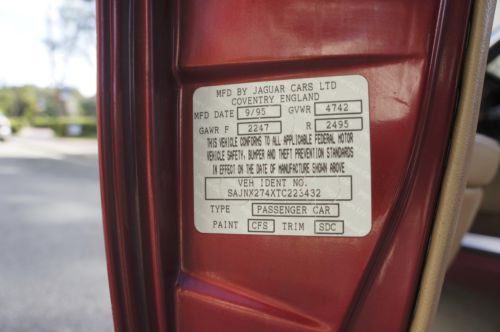 MFD BY JAGUAR CARS LTD
COVENTRY ENGLAND
MFD DATE 9/95 GVWR 4742
GAWR F 2247 R 2495
THIS VEHICLE CONFORMS TO ALL APPLICABLE FEDERAL MOTOR
VEHICLE SAFETY, BUMPER AND THEFT PREVENTION STANDARDS
IN EFFECT ON THE DATE OF MANUFACTURE SHOWN ABOVE
VEH IDENT NO.
SAJNX274XTC223432
TYPE PASSENGER CAR
PAINT CFS TRIM SDC